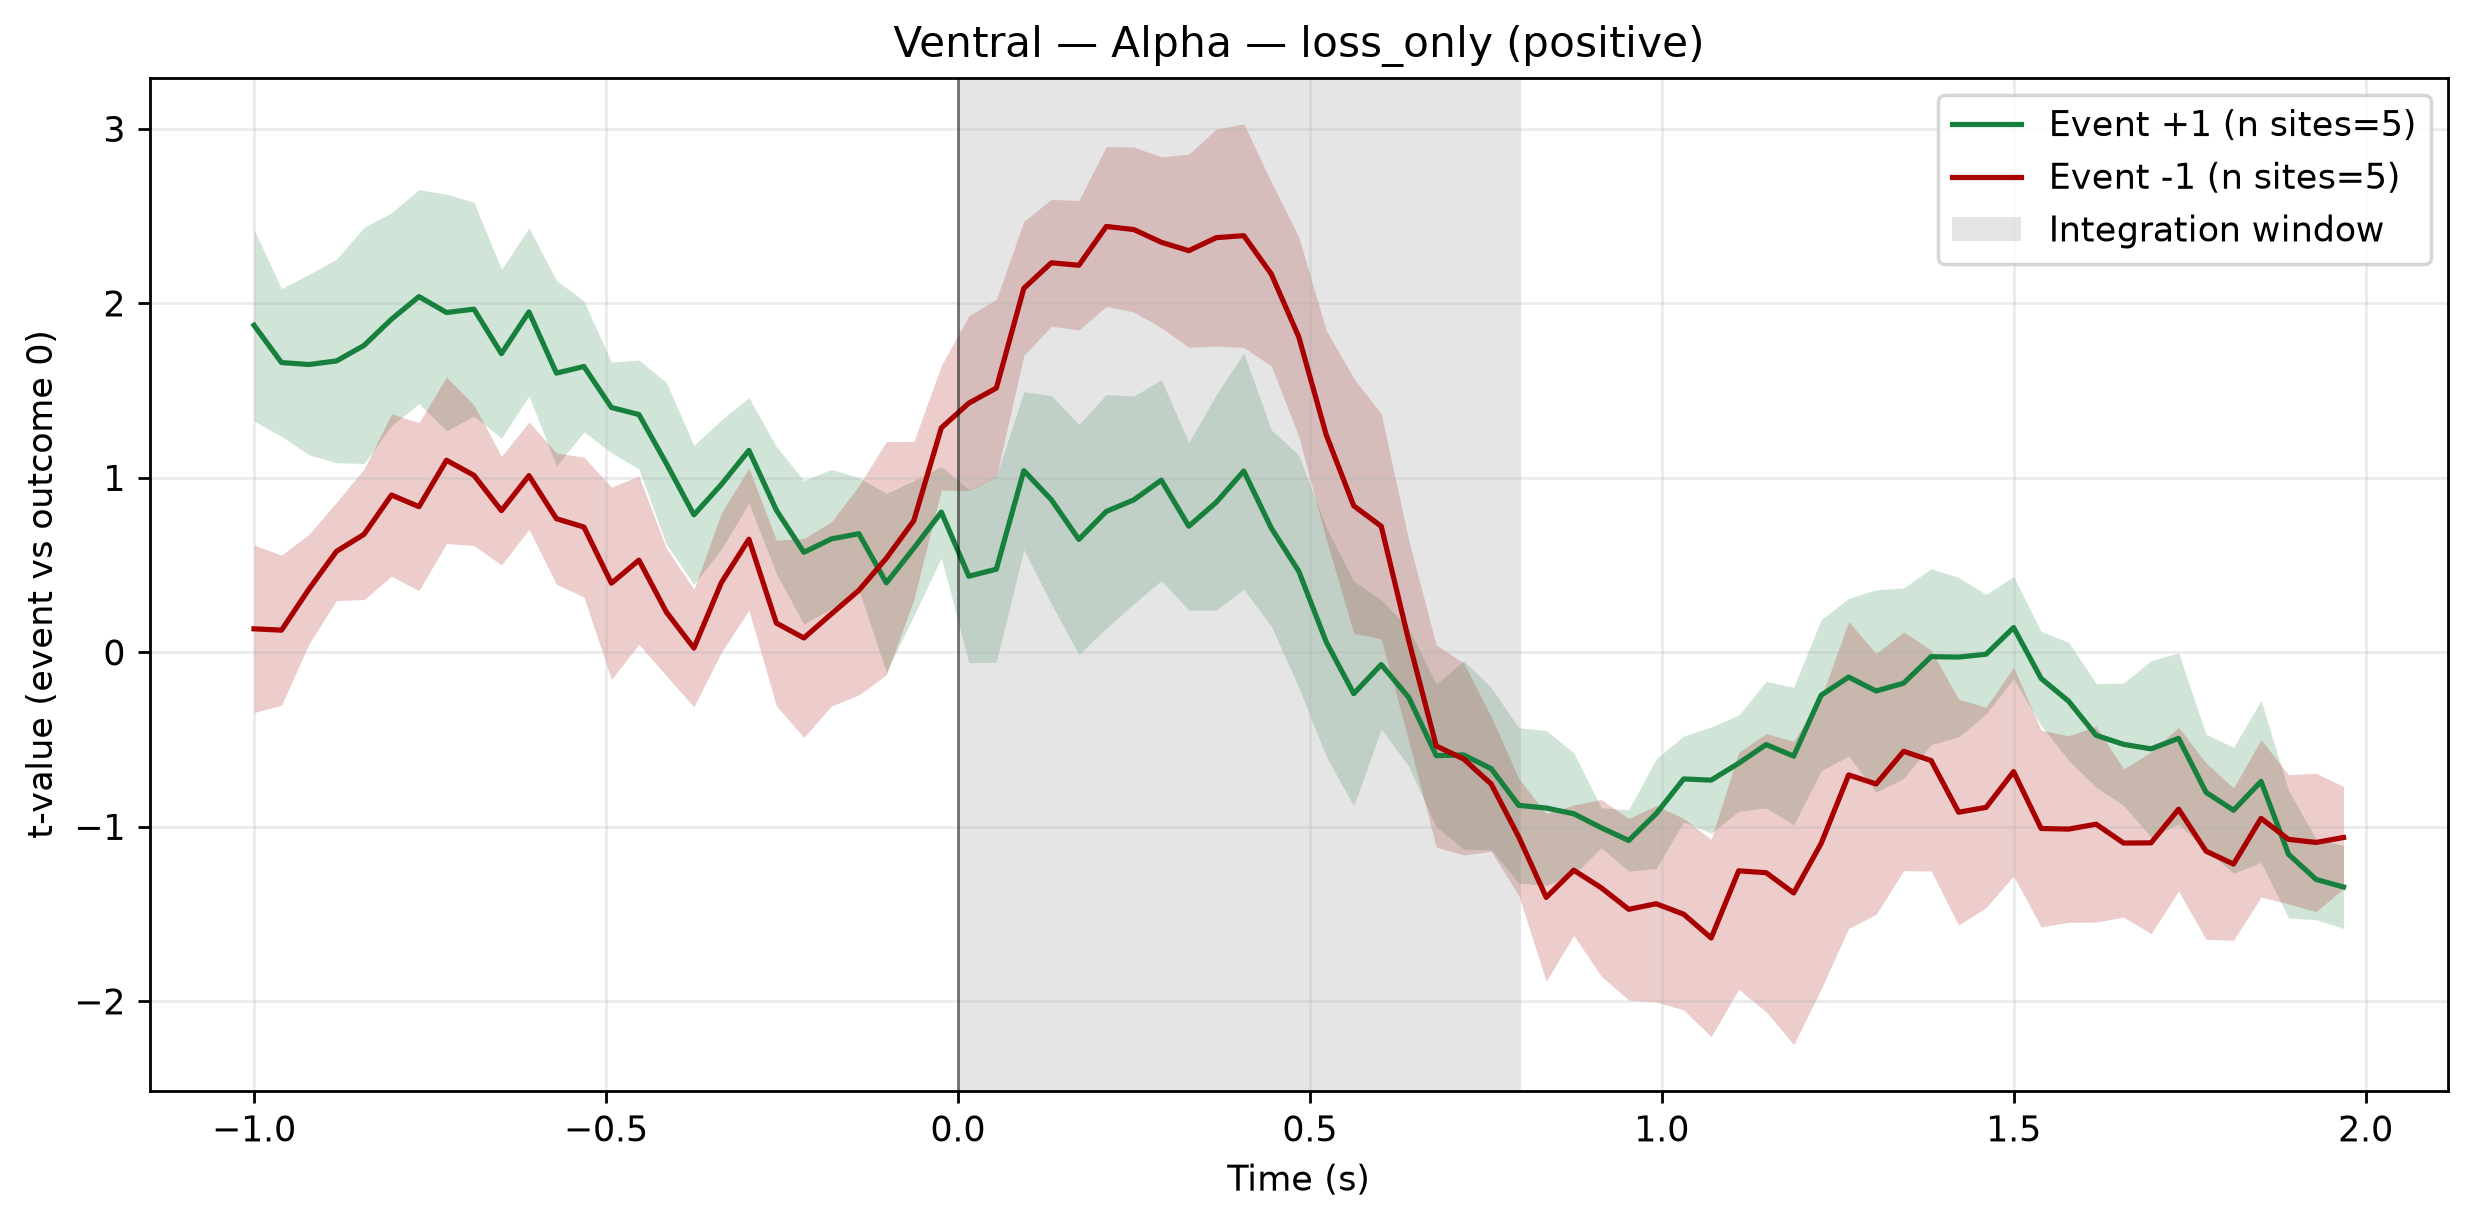 Ventral — Alpha — loss_only (positive)
Event +1 (n sites=5)
Event -1 (n sites=5)
Integration window
t-value (event vs outcome 0)
3
2
1
0
−1
−2
−1.0
−0.5
0.0
0.5
1.0
1.5
2.0
Time (s)